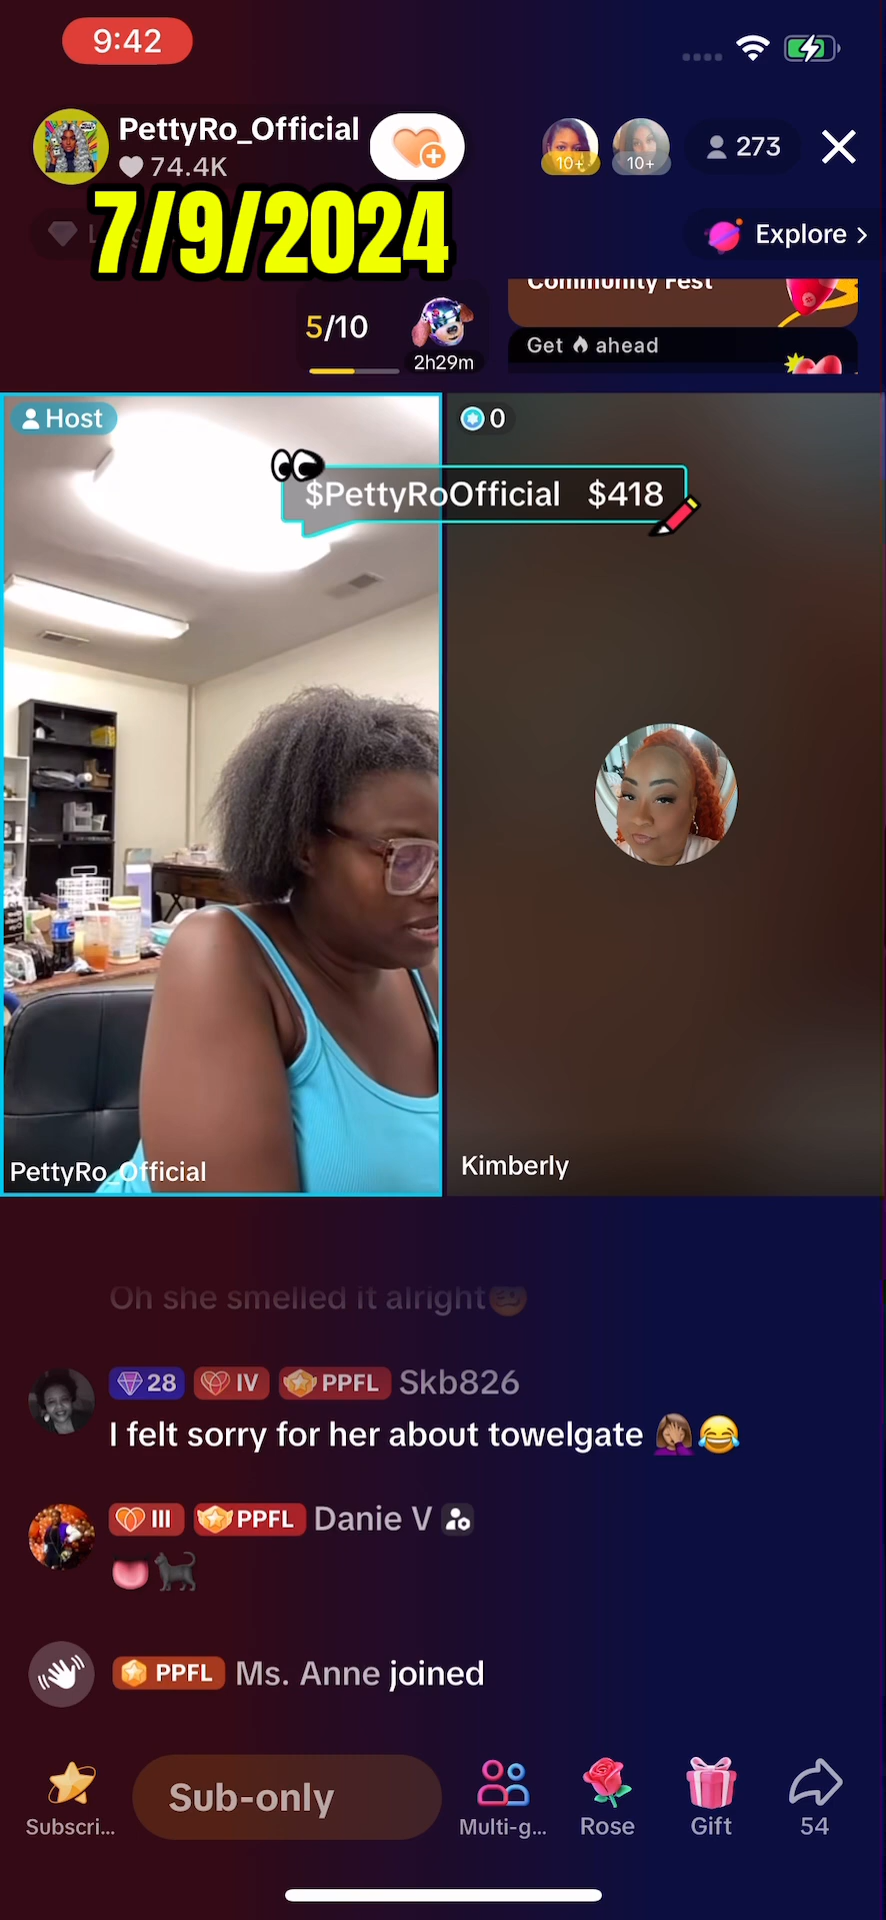 9:42
PettyRo_Official
74.4K
10+
10+
273
7/9/2024
Explore >
5/10
2h29m
Community Fest
Get ahead
Host
0
$PettyRoOfficial $418
PettyRo_Official
Kimberly
Oh she smelled it alright
28 IV PPFL Skb826
I felt sorry for her about towelgate 🤦🏽‍♀️😂
III PPFL Danie V
👅🐈‍⬛
PPFL Ms. Anne joined
Subscri...
Sub-only
Multi-g...
Rose
Gift
54